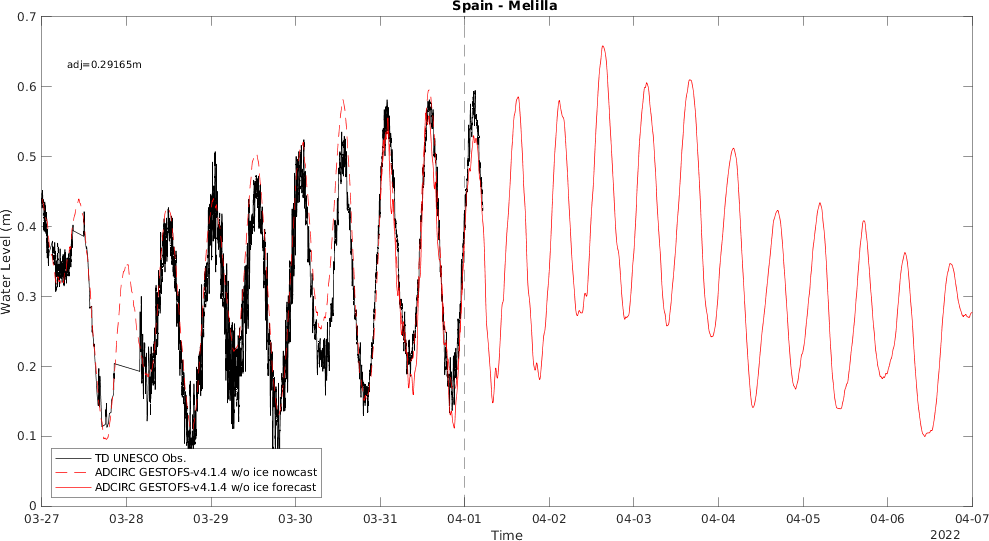 Spain - Melilla
adj=0.29165m
Water Level (m)
0.7
0.6
0.5
0.4
0.3
0.2
0.1
0
TD UNESCO Obs.
ADCIRC GESTOFS-v4.1.4 w/o ice nowcast
ADCIRC GESTOFS-v4.1.4 w/o ice forecast
03-27 03-28 03-29 03-30 03-31 04-01 04-02 04-03 04-04 04-05 04-06 04-07
Time
2022